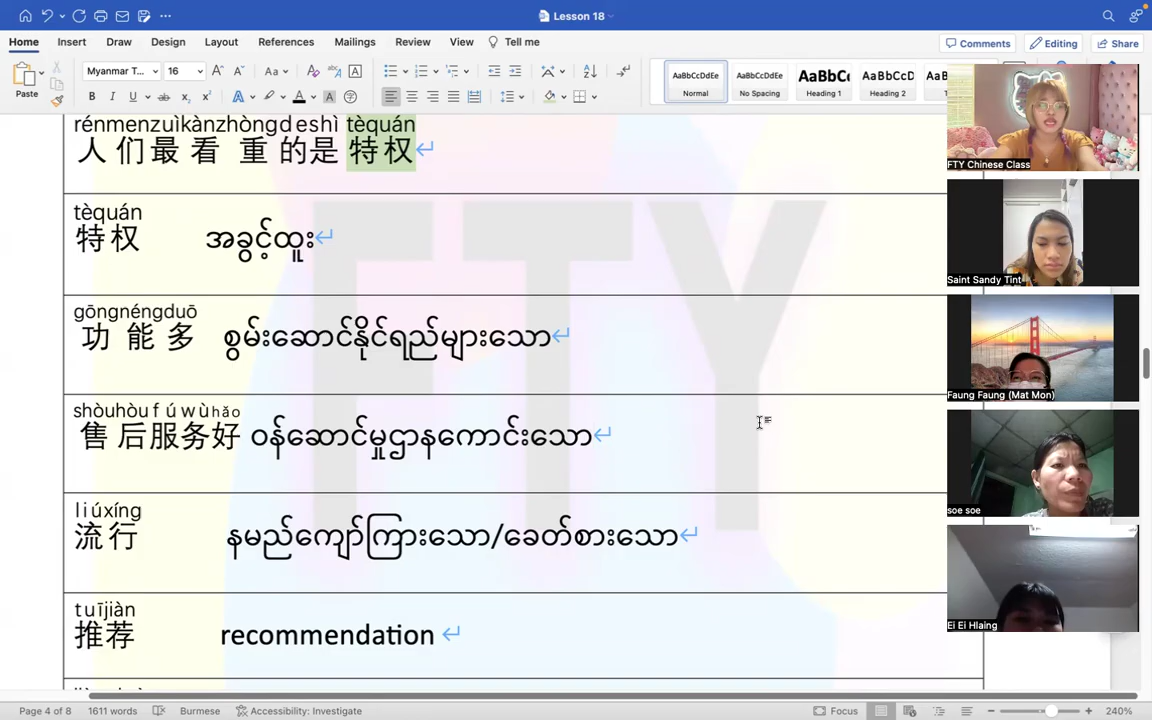 Lesson 18
Home Insert Draw Design Layout References Mailings Review View Tell me Comments Editing Share
Paste
Myanmar T... 16
AaBbCcDdEe Normal
AaBbCcDdEe No Spacing
AaBbCc Heading 1
AaBbCcD Heading 2
rénmenzuìkànzhòngdeshì tèquán
人们最看重的是 特权
tèquán
特权 အခွင့်ထူး
gōngnéngduō
功能多 စွမ်းဆောင်နိုင်ရည်များသော
shòuhòufúwùhǎo
售后服务好 ဝန်ဆောင်မှုဌာနကောင်းသော
liúxíng
流行 နမည်ကျော်ကြားသော/ခေတ်စားသော
tuījiàn
推荐 recommendation
FTY
FTY Chinese Class
Saint Sandy Tint
Faung Faung (Mat Mon)
soe soe
Ei Ei Hlaing
Page 4 of 8 1611 words Burmese Accessibility: Investigate Focus 240%